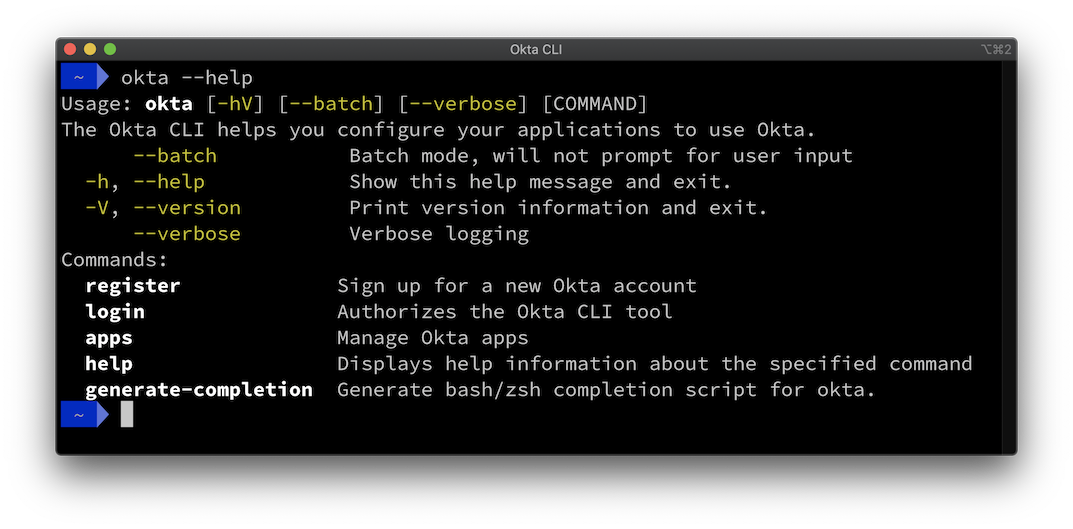 Okta CLI ⌥⌘2
~ okta --help
Usage: okta [-hV] [--batch] [--verbose] [COMMAND]
The Okta CLI helps you configure your applications to use Okta.
      --batch           Batch mode, will not prompt for user input
  -h, --help            Show this help message and exit.
  -V, --version         Print version information and exit.
      --verbose         Verbose logging
Commands:
  register             Sign up for a new Okta account
  login                Authorizes the Okta CLI tool
  apps                 Manage Okta apps
  help                 Displays help information about the specified command
  generate-completion  Generate bash/zsh completion script for okta.
~